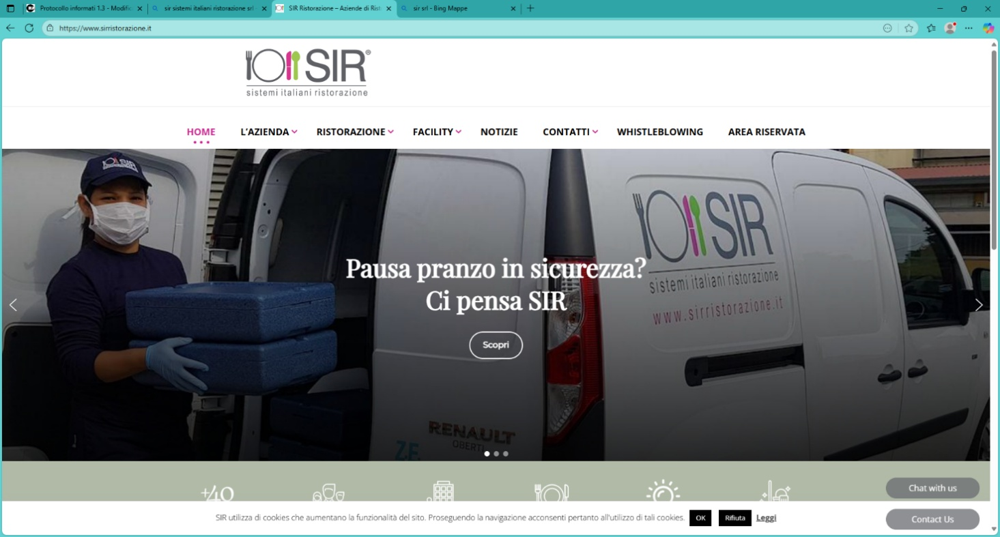 Protocollo informati 1.3 - Modific
sir sistemi italiani ristorazione srl -
SIR Ristorazione – Aziende di Rist
sir srl - Bing Mappe
https://www.sirristorazione.it
SIR®
sistemi italiani ristorazione
HOME
L'AZIENDA
RISTORAZIONE
FACILITY
NOTIZIE
CONTATTI
WHISTLEBLOWING
AREA RISERVATA
SIR
SIR
sistemi italiani ristorazione
www.sirristorazione.it
Pausa pranzo in sicurezza?
Ci pensa SIR
Scopri
RENAULT
OBERTI
Z.E.
+40
Chat with us
SIR utilizza di cookies che aumentano la funzionalità del sito. Proseguendo la navigazione acconsenti pertanto all'utilizzo di tali cookies.
OK
Rifiuta
Leggi
Contact Us